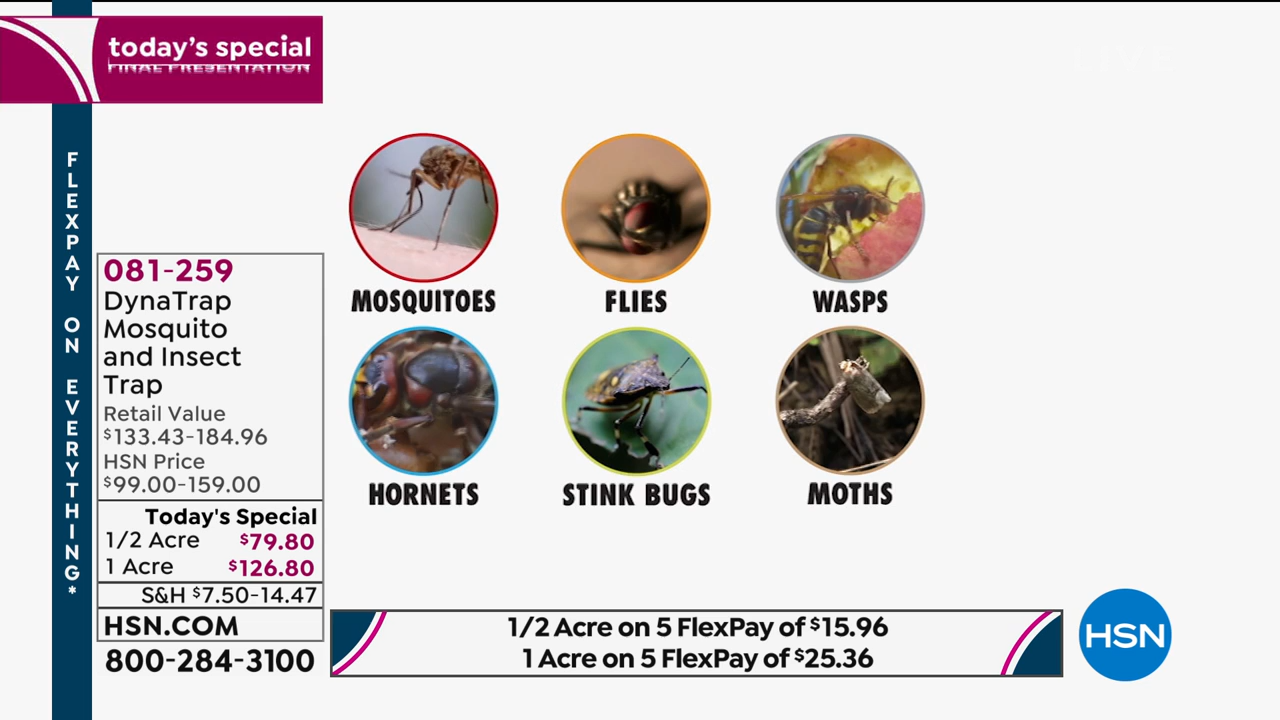 today's special
FINAL PRESENTATION
FLEXPAY ON EVERYTHING*
081-259
DynaTrap
Mosquito
and Insect
Trap
Retail Value
$133.43-184.96
HSN Price
$99.00-159.00
Today's Special
1/2 Acre $79.80
1 Acre $126.80
S&H $7.50-14.47
HSN.COM
800-284-3100
MOSQUITOES
FLIES
WASPS
HORNETS
STINK BUGS
MOTHS
1/2 Acre on 5 FlexPay of $15.96
1 Acre on 5 FlexPay of $25.36
HSN